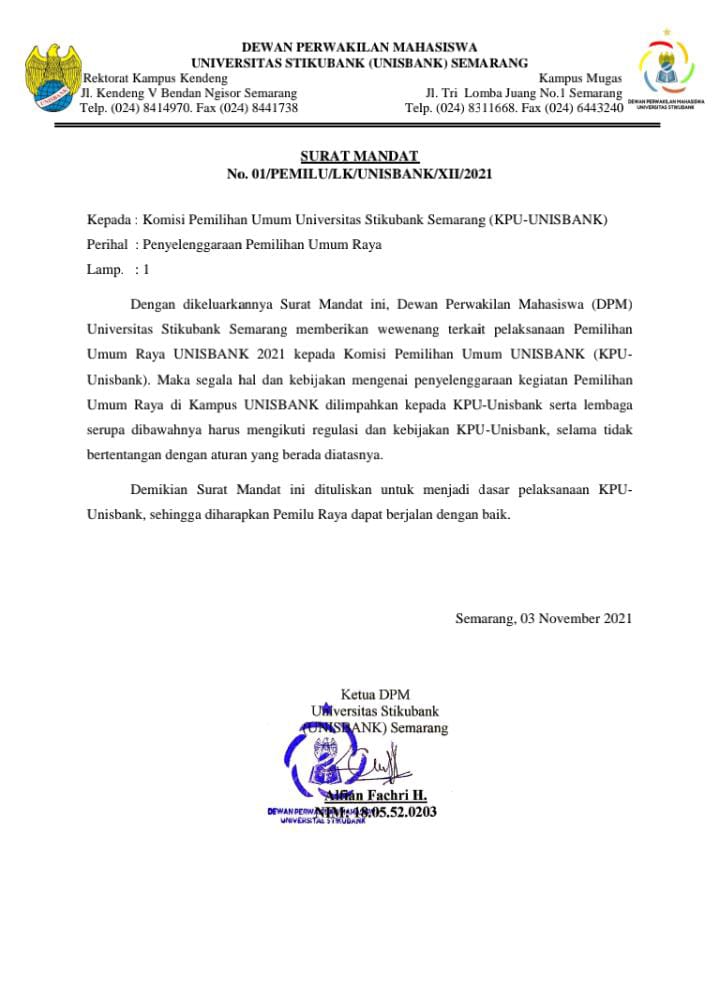 DEWAN PERWAKILAN MAHASISWA
UNIVERSITAS STIKUBANK (UNISBANK) SEMARANG
Rektorat Kampus Kendeng Kampus Mugas
Jl. Kendeng V Bendan Ngisor Semarang Jl. Tri Lomba Juang No.1 Semarang
Telp. (024) 8414970. Fax (024) 8441738 Telp. (024) 8311668. Fax (024) 6443240
UNISBANK
DEWAN PERWAKILAN MAHASISWA
UNIVERSITAS STIKUBANK
SURAT MANDAT
No. 01/PEMILU/LK/UNISBANK/XII/2021
Kepada : Komisi Pemilihan Umum Universitas Stikubank Semarang (KPU-UNISBANK)
Perihal : Penyelenggaraan Pemilihan Umum Raya
Lamp. : 1
Dengan dikeluarkannya Surat Mandat ini, Dewan Perwakilan Mahasiswa (DPM)
Universitas Stikubank Semarang memberikan wewenang terkait pelaksanaan Pemilihan
Umum Raya UNISBANK 2021 kepada Komisi Pemilihan Umum UNISBANK (KPU-
Unisbank). Maka segala hal dan kebijakan mengenai penyelenggaraan kegiatan Pemilihan
Umum Raya di Kampus UNISBANK dilimpahkan kepada KPU-Unisbank serta lembaga
serupa dibawahnya harus mengikuti regulasi dan kebijakan KPU-Unisbank, selama tidak
bertentangan dengan aturan yang berada diatasnya.
Demikian Surat Mandat ini dituliskan untuk menjadi dasar pelaksanaan KPU-
Unisbank, sehingga diharapkan Pemilu Raya dapat berjalan dengan baik.
Semarang, 03 November 2021
Ketua DPM
Universitas Stikubank
(UNISBANK) Semarang
Alfian Fachri H.
NIM: 18.05.52.0203
DEWAN PERWAKILAN MAHASISWA
UNIVERSITAS STIKUBANK